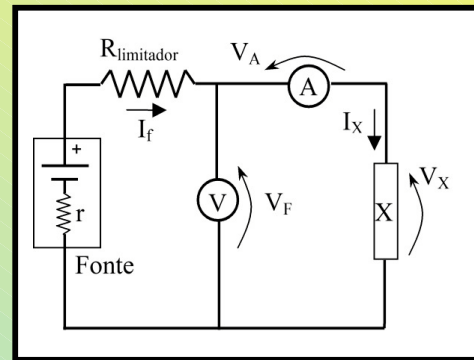 R_limitador
V_A
A
I_f
I_X
+
V
V_F
X
V_X
r
Fonte